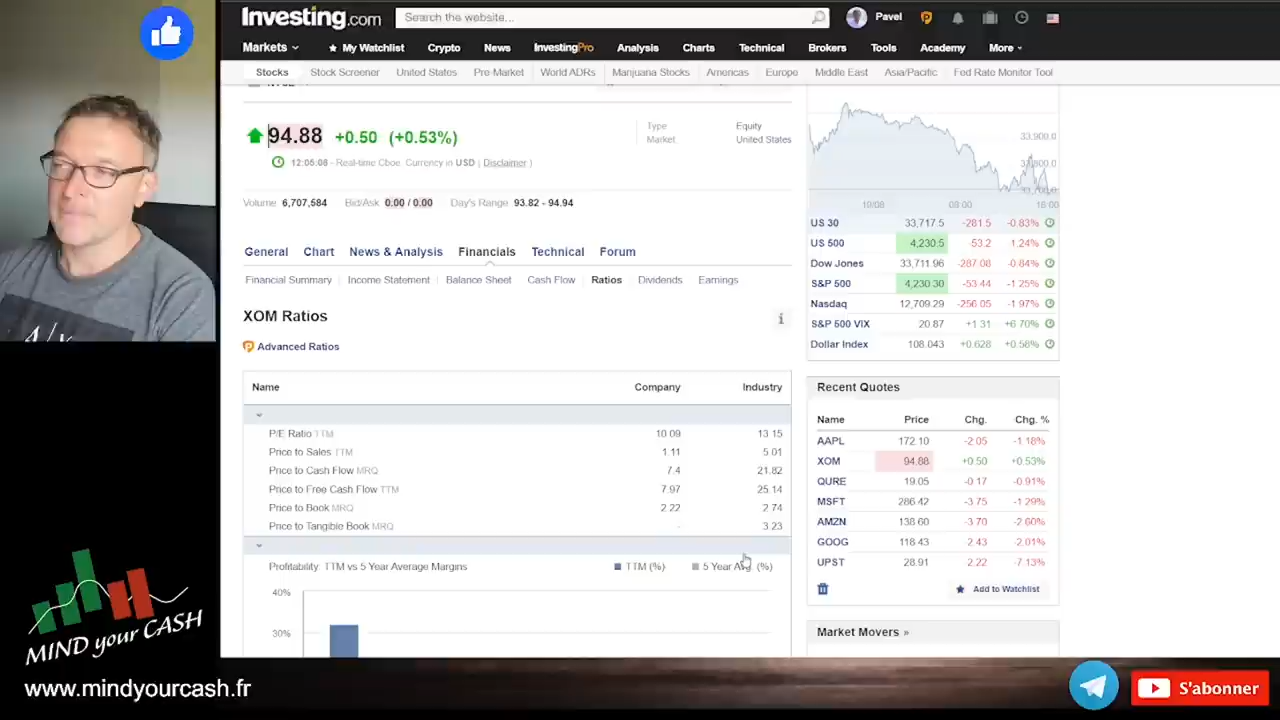 Investing.com
Search the website...
Pavel
Markets
My Watchlist
Crypto
News
InvestingPro
Analysis
Charts
Technical
Brokers
Tools
Academy
More
Stocks
Stock Screener
United States
Pre-Market
World ADRs
Marijuana Stocks
Americas
Europe
Middle East
Asia/Pacific
Fed Rate Monitor Tool
94.88 +0.50 (+0.53%)
12:05:08 - Real-time Cboe. Currency in USD ( Disclaimer )
Type Equity
Market United States
Volume 6,707,584 Bid/Ask 0.00 / 0.00 Day's Range 93.82 - 94.94
General Chart News & Analysis Financials Technical Forum
Financial Summary Income Statement Balance Sheet Cash Flow Ratios Dividends Earnings
XOM Ratios
Advanced Ratios
Name Company Industry
P/E Ratio TTM 10.09 13.15
Price to Sales TTM 1.11 5.01
Price to Cash Flow MRQ 7.4 21.82
Price to Free Cash Flow TTM 7.97 25.14
Price to Book MRQ 2.22 2.74
Price to Tangible Book MRQ - 3.23
Profitability: TTM vs 5 Year Average Margins
TTM (%) 5 Year Avg. (%)
40%
30%
33,900.0
19/08 08:00 16:00
US 30 33,717.5 -281.5 -0.83%
US 500 4,230.5 53.2 1.24%
Dow Jones 33,711.96 -287.08 -0.84%
S&P 500 4,230.30 -53.44 -1.25%
Nasdaq 12,709.29 -256.05 -1.97%
S&P 500 VIX 20.87 +1.31 +6.70%
Dollar Index 108.043 +0.628 +0.58%
Recent Quotes
Name Price Chg. Chg. %
AAPL 172.10 -2.05 -1.18%
XOM 94.88 +0.50 +0.53%
QURE 19.05 -0.17 -0.91%
MSFT 286.42 -3.75 -1.29%
AMZN 138.60 -3.70 -2.60%
GOOG 118.43 2.43 -2.01%
UPST 28.91 2.22 -7.13%
Add to Watchlist
Market Movers »
MIND your CASH
www.mindyourcash.fr
S'abonner